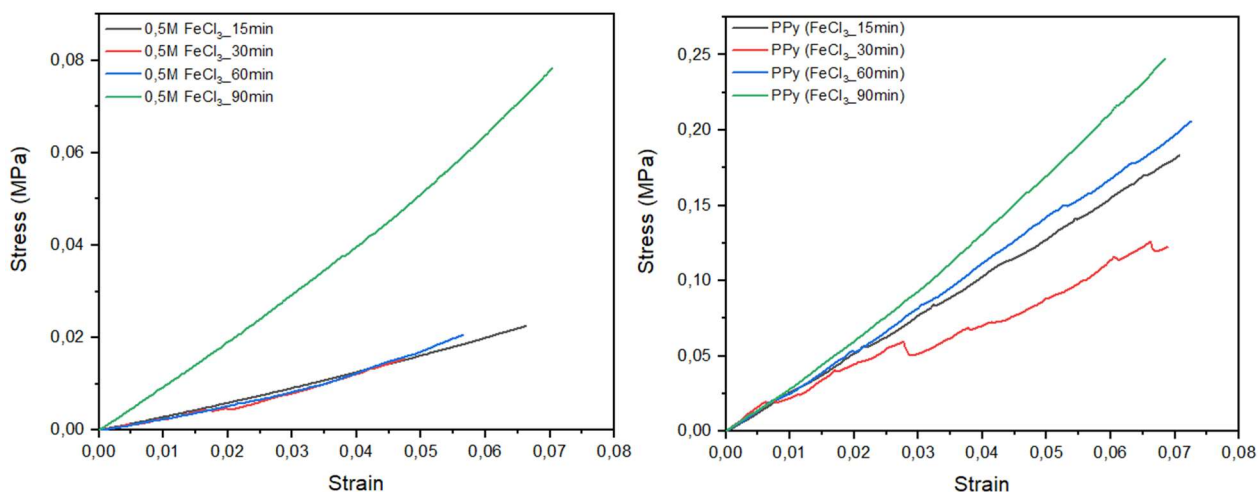 0,5M FeCl₃_15min
0,5M FeCl₃_30min
0,5M FeCl₃_60min
0,5M FeCl₃_90min
0,08
0,06
0,04
0,02
0,00
Stress (MPa)
0,00 0,01 0,02 0,03 0,04 0,05 0,06 0,07 0,08
Strain
PPy (FeCl₃_15min)
PPy (FeCl₃_30min)
PPy (FeCl₃_60min)
PPy (FeCl₃_90min)
0,25
0,20
0,15
0,10
0,05
0,00
Stress (MPa)
0,00 0,01 0,02 0,03 0,04 0,05 0,06 0,07 0,08
Strain